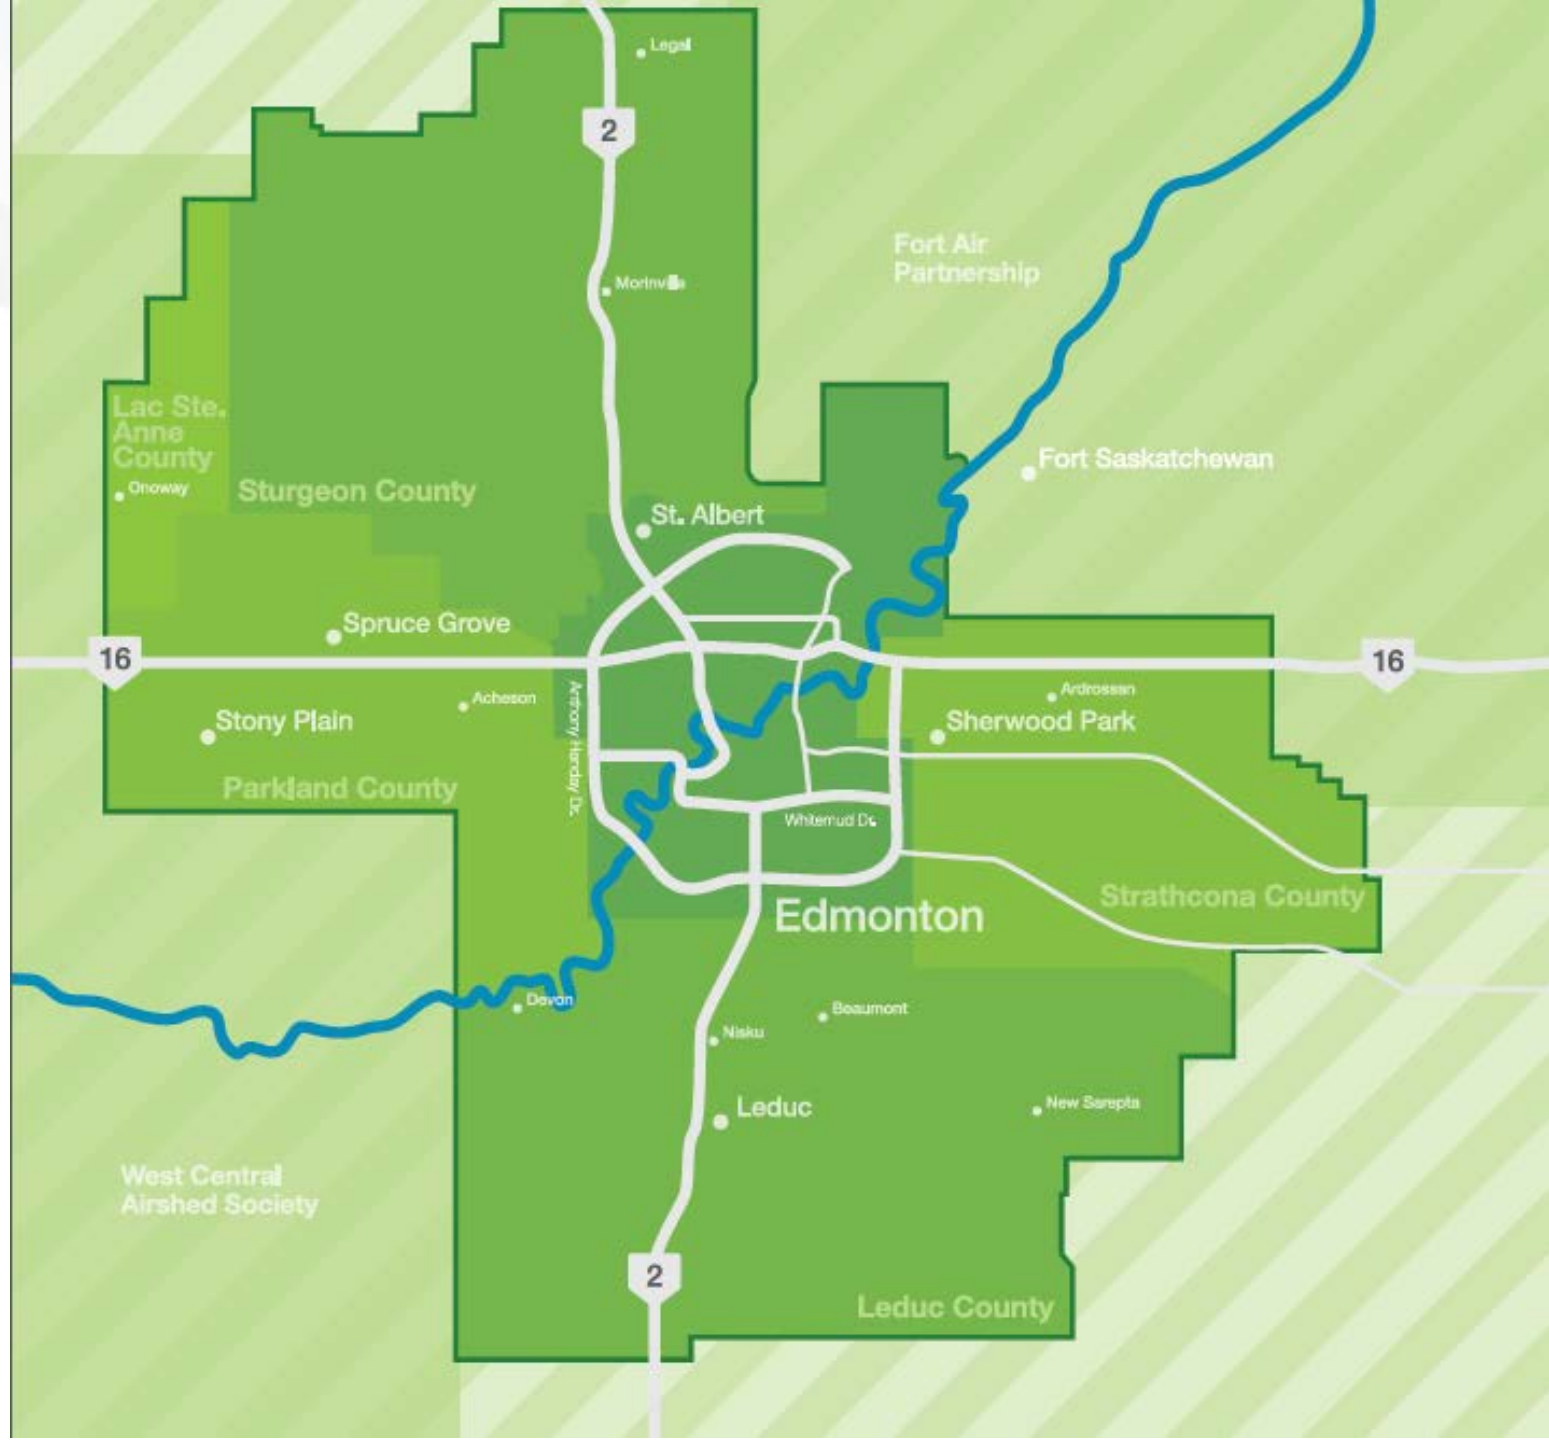 Legal
2
Fort Air
Partnership
Morinville
Lac Ste.
Anne
County
Onoway
Sturgeon County
Fort Saskatchewan
St. Albert
Spruce Grove
16
16
Acheson
Ardrossan
Stony Plain
Sherwood Park
Anthony Henday Dr.
Parkland County
Whitemud Dr.
Strathcona County
Edmonton
Devon
Beaumont
Nisku
Leduc
New Sarepta
West Central
Airshed Society
2
Leduc County